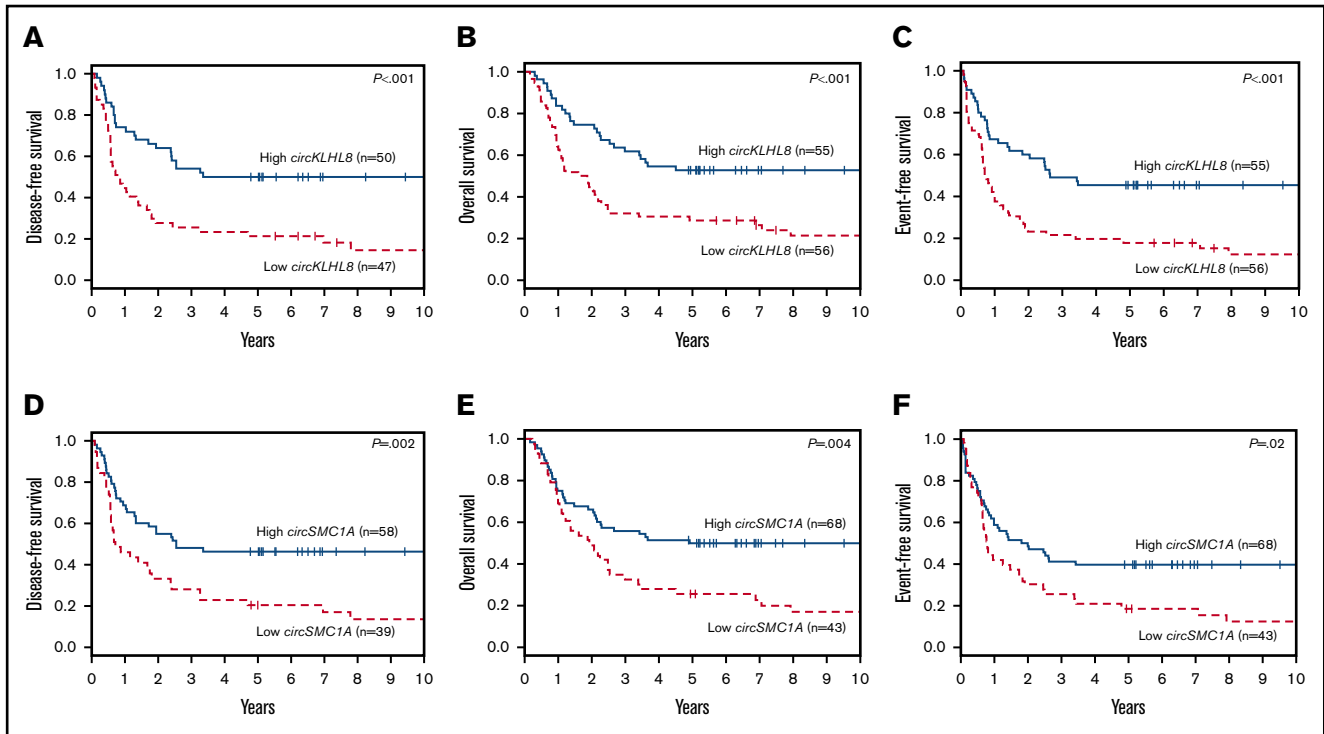 A
P<.001
Disease-free survival
1.0
0.8
0.6
0.4
0.2
0.0
High circKLHL8 (n=50)
Low circKLHL8 (n=47)
0 1 2 3 4 5 6 7 8 9 10
Years
B
P<.001
Overall survival
1.0
0.8
0.6
0.4
0.2
0.0
High circKLHL8 (n=55)
Low circKLHL8 (n=56)
0 1 2 3 4 5 6 7 8 9 10
Years
C
P<.001
Event-free survival
1.0
0.8
0.6
0.4
0.2
0.0
High circKLHL8 (n=55)
Low circKLHL8 (n=56)
0 1 2 3 4 5 6 7 8 9 10
Years
D
P=.002
Disease-free survival
1.0
0.8
0.6
0.4
0.2
0.0
High circSMC1A (n=58)
Low circSMC1A (n=39)
0 1 2 3 4 5 6 7 8 9 10
Years
E
P=.004
Overall survival
1.0
0.8
0.6
0.4
0.2
0.0
High circSMC1A (n=68)
Low circSMC1A (n=43)
0 1 2 3 4 5 6 7 8 9 10
Years
F
P=.02
Event-free survival
1.0
0.8
0.6
0.4
0.2
0.0
High circSMC1A (n=68)
Low circSMC1A (n=43)
0 1 2 3 4 5 6 7 8 9 10
Years